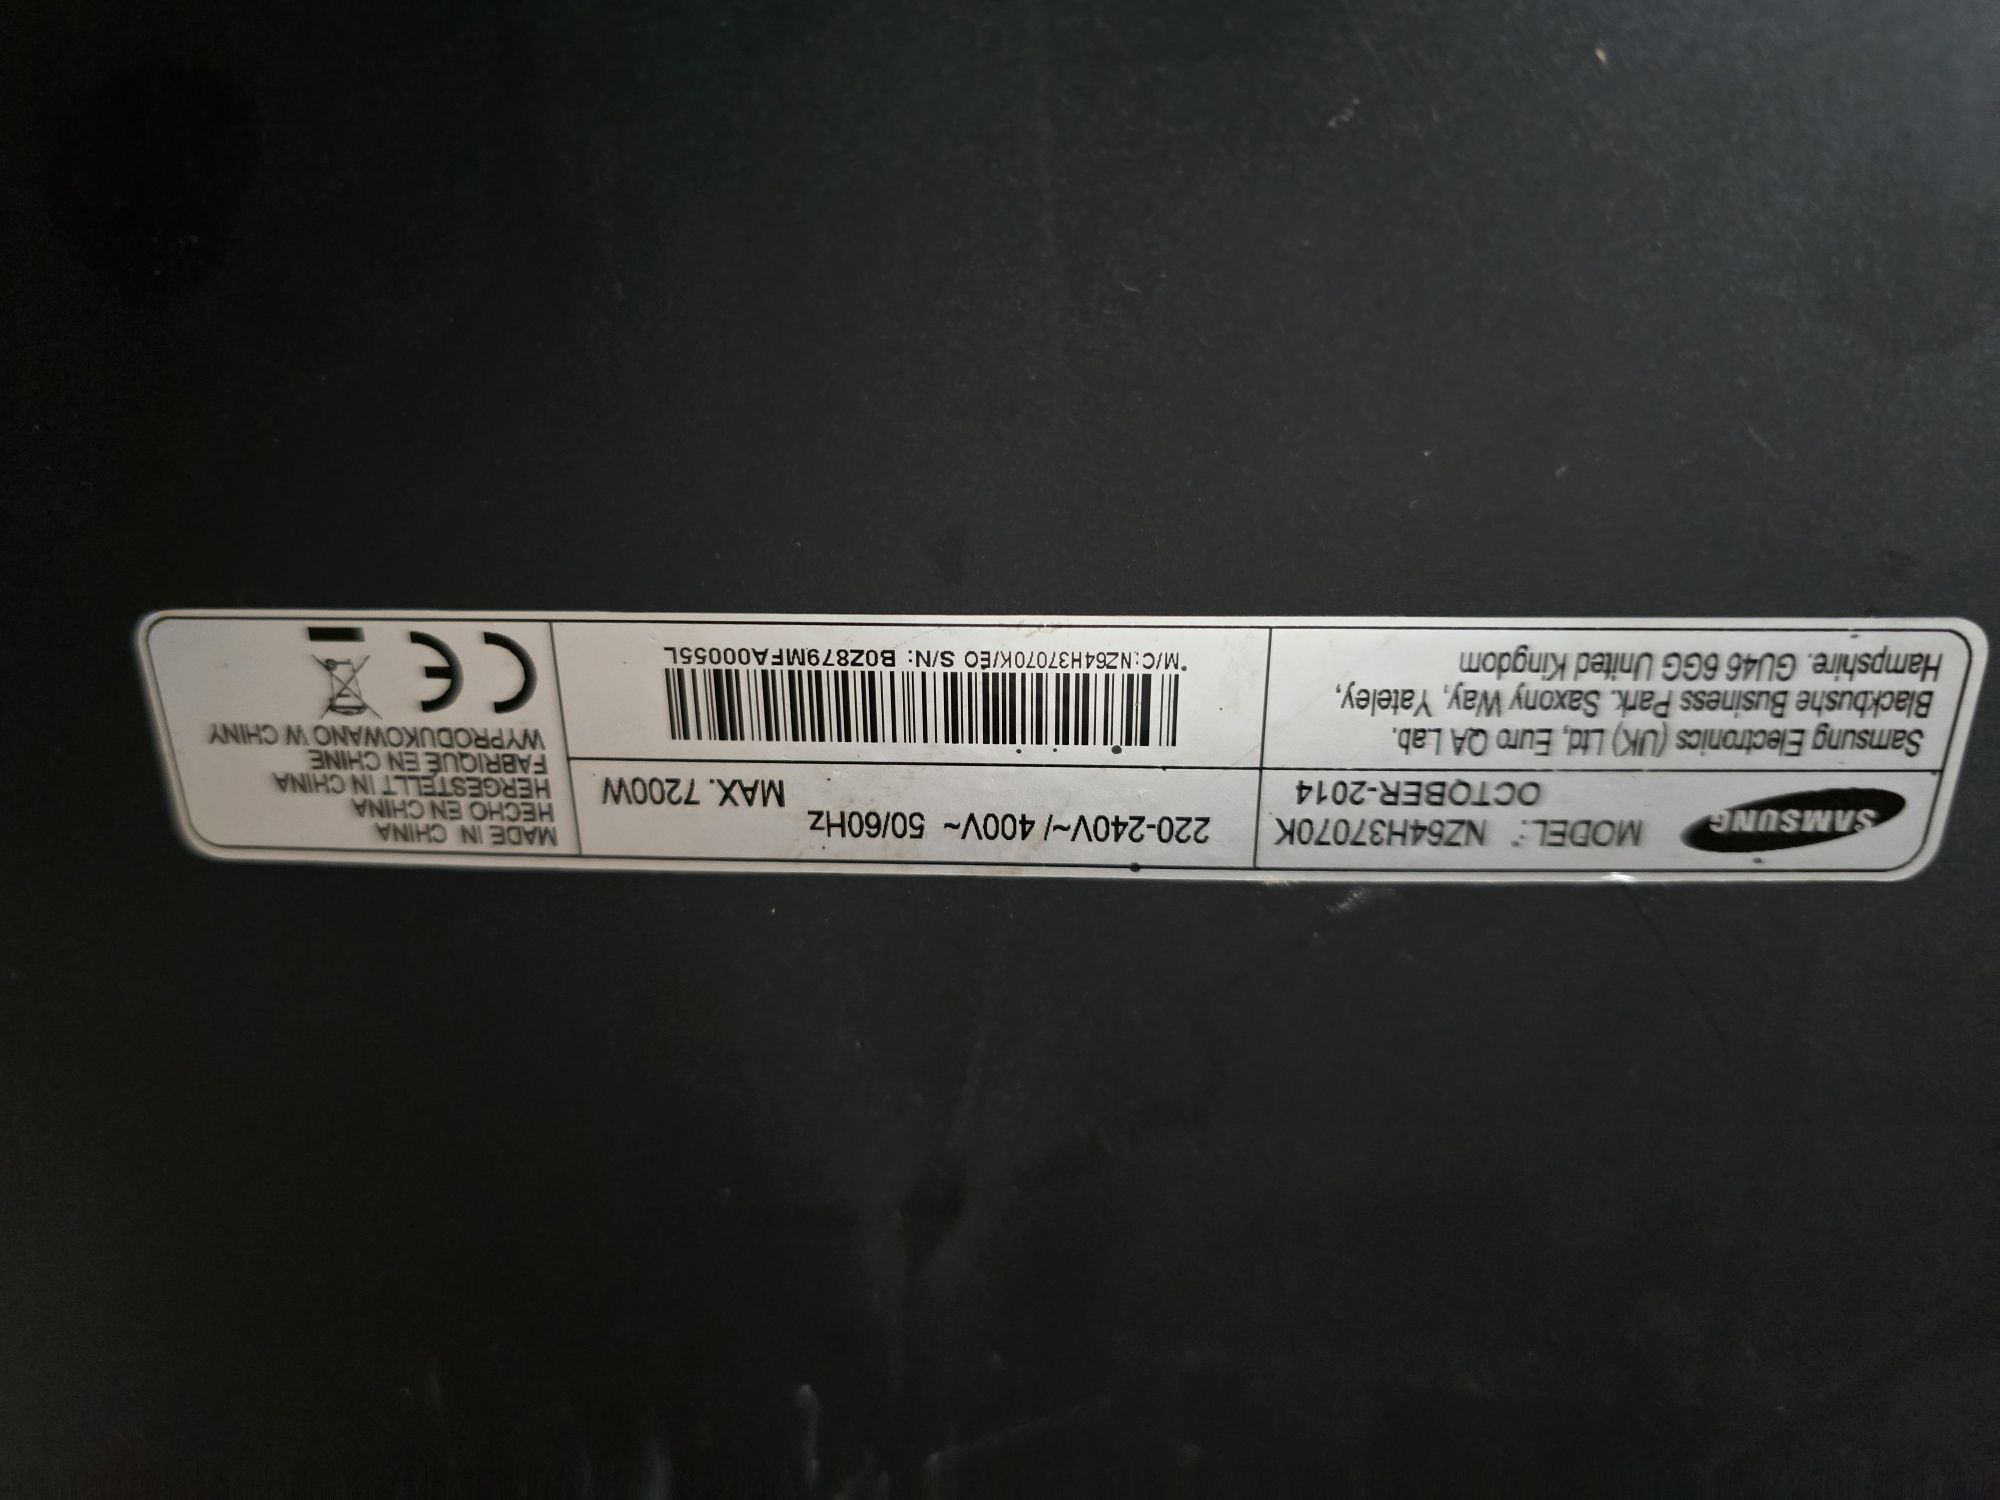 SAMSUNG
MODEL: NZ64H37070K
OCTOBER-2014
220-240V~/ 400V~ 50/60Hz
MAX. 7200W
MADE IN CHINA
HECHO EN CHINA
HERGESTELLT IN CHINA
FABRIQUÉ EN CHINE
WYPRODUKOWANO W CHINY
Samsung Electronics (UK) Ltd, Euro QA Lab.
Blackbushe Business Park. Saxony Way, Yateley,
Hampshire. GU46 6GG United Kingdom
*M/C:NZ64H37070K/EO S/N: B0Z879MFA00055L
CE